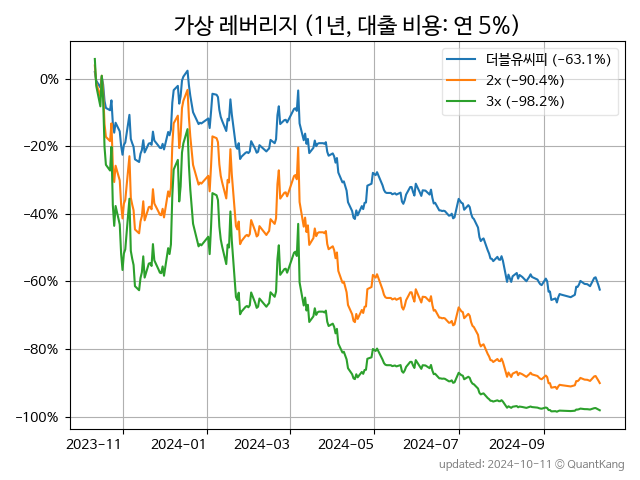 가상 레버리지 (1년, 대출 비용: 연 5%)
더블유씨피 (−63.1%)
2x (−90.4%)
3x (−98.2%)
0%
−20%
−40%
−60%
−80%
−100%
2023-11 2024-01 2024-03 2024-05 2024-07 2024-09
updated: 2024-10-11 © QuantKang